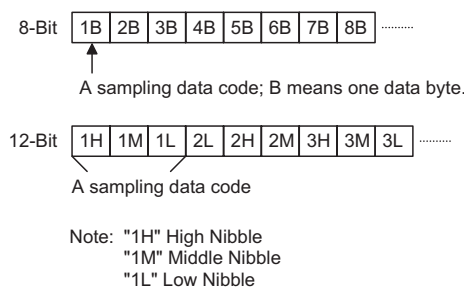 8-Bit 1B 2B 3B 4B 5B 6B 7B 8B ..........
A sampling data code; B means one data byte.
12-Bit 1H 1M 1L 2L 2H 2M 3H 3M 3L ..........
A sampling data code
Note: "1H" High Nibble
"1M" Middle Nibble
"1L" Low Nibble